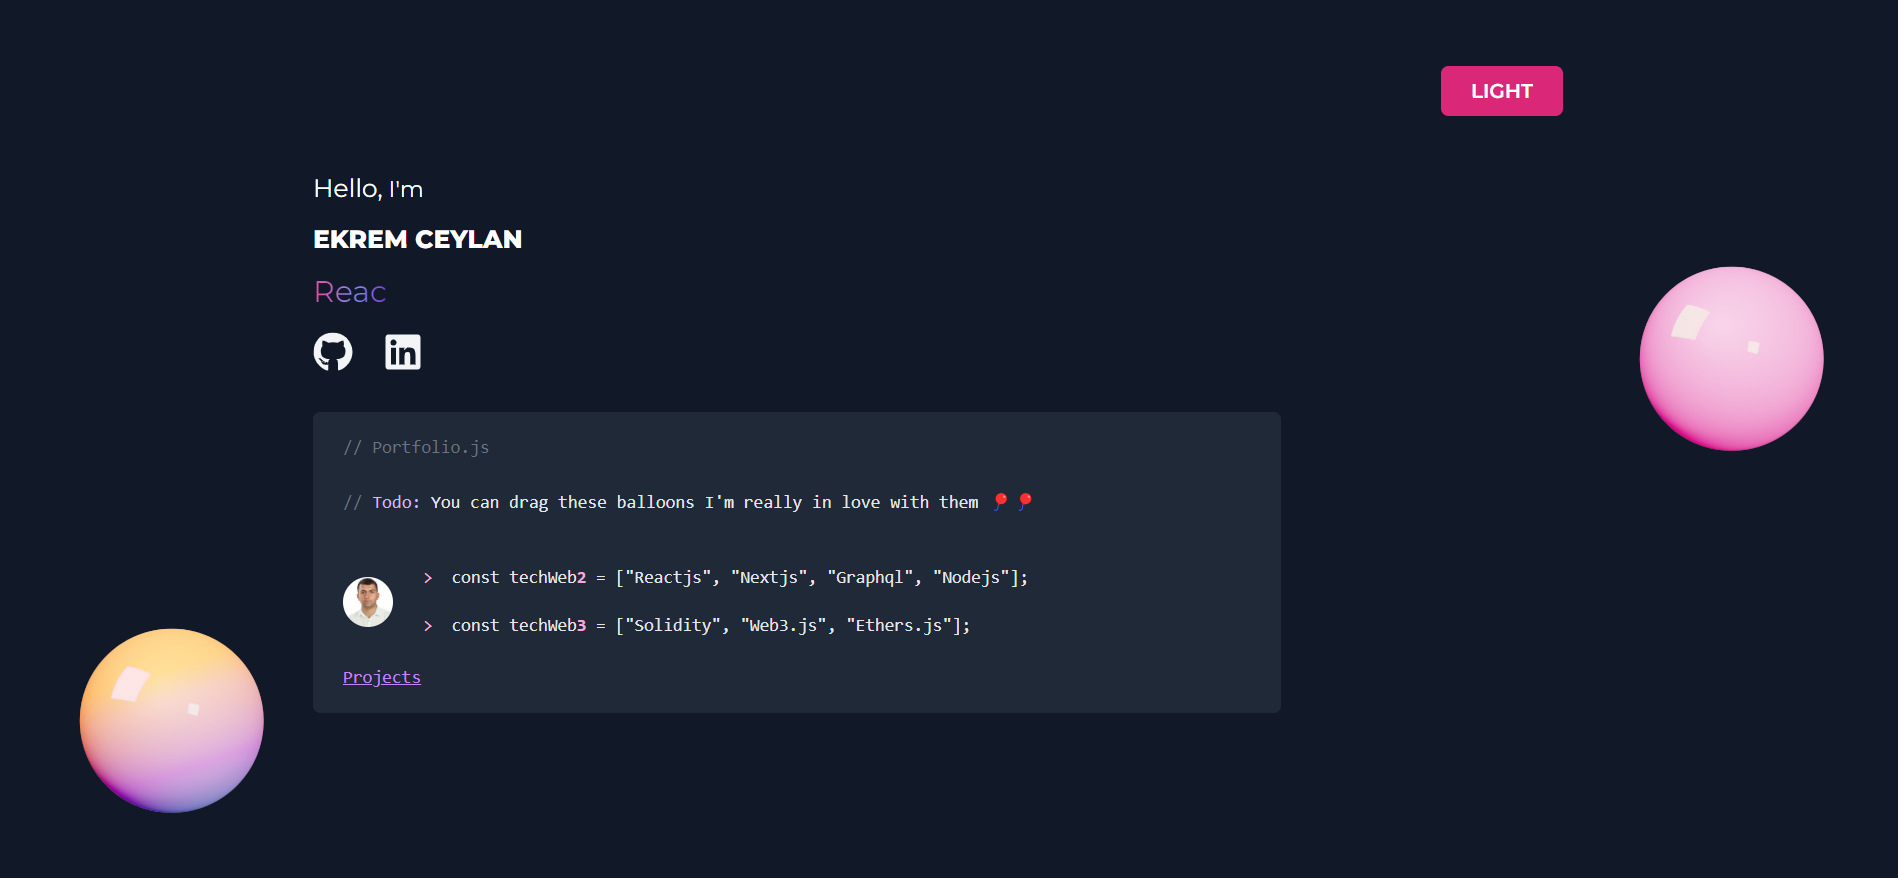 LIGHT
Hello, I'm
EKREM CEYLAN
Reac
in
// Portfolio.js
// Todo: You can drag these balloons I'm really in love with them 🎈🎈
> const techWeb2 = ["Reactjs", "Nextjs", "Graphql", "Nodejs"];
> const techWeb3 = ["Solidity", "Web3.js", "Ethers.js"];
Projects